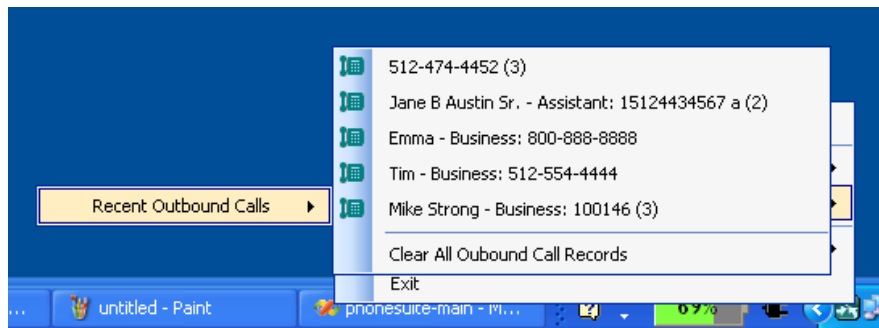 512-474-4452 (3)
Jane B Austin Sr. - Assistant: 15124434567 a (2)
Emma - Business: 800-888-8888
Tim - Business: 512-554-4444
Recent Outbound Calls
Mike Strong - Business: 100146 (3)
Clear All Oubound Call Records
Exit
... untitled - Paint phonesuite-main - M... 69%